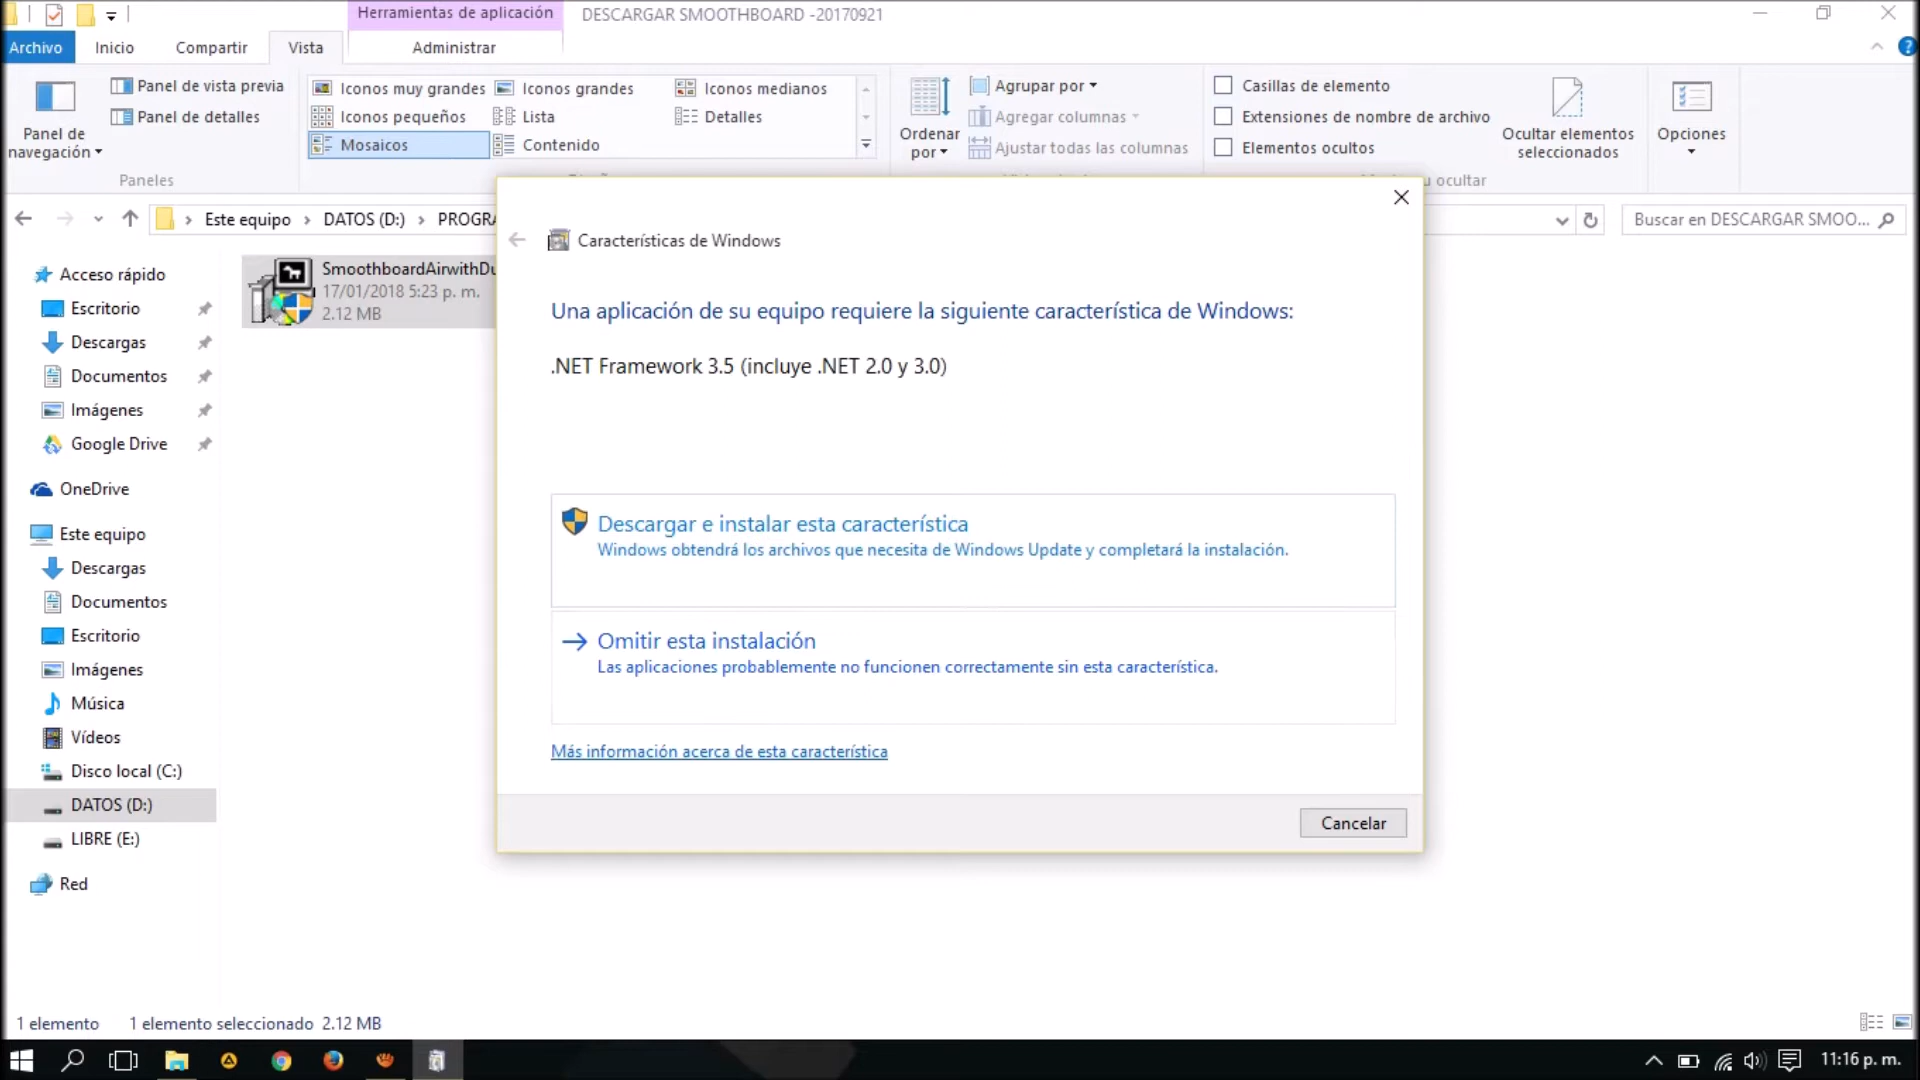 Herramientas de aplicación
DESCARGAR SMOOTHBOARD -20170921
Archivo
Inicio
Compartir
Vista
Administrar
Panel de navegación
Panel de vista previa
Panel de detalles
Paneles
Iconos muy grandes
Iconos grandes
Iconos medianos
Iconos pequeños
Lista
Detalles
Mosaicos
Contenido
Ordenar por
Agrupar por
Agregar columnas
Ajustar todas las columnas
Casillas de elemento
Extensiones de nombre de archivo
Elementos ocultos
Ocultar elementos
seleccionados
Opciones
u ocultar
Este equipo > DATOS (D:) > PROGRA
Buscar en DESCARGAR SMOO...
Acceso rápido
Escritorio
Descargas
Documentos
Imágenes
Google Drive
OneDrive
Este equipo
Descargas
Documentos
Escritorio
Imágenes
Música
Vídeos
Disco local (C:)
DATOS (D:)
LIBRE (E:)
Red
SmoothboardAirwithDu
17/01/2018 5:23 p. m.
2.12 MB
Características de Windows
Una aplicación de su equipo requiere la siguiente característica de Windows:
.NET Framework 3.5 (incluye .NET 2.0 y 3.0)
Descargar e instalar esta característica
Windows obtendrá los archivos que necesita de Windows Update y completará la instalación.
Omitir esta instalación
Las aplicaciones probablemente no funcionen correctamente sin esta característica.
Más información acerca de esta característica
Cancelar
1 elemento
1 elemento seleccionado 2.12 MB
11:16 p. m.